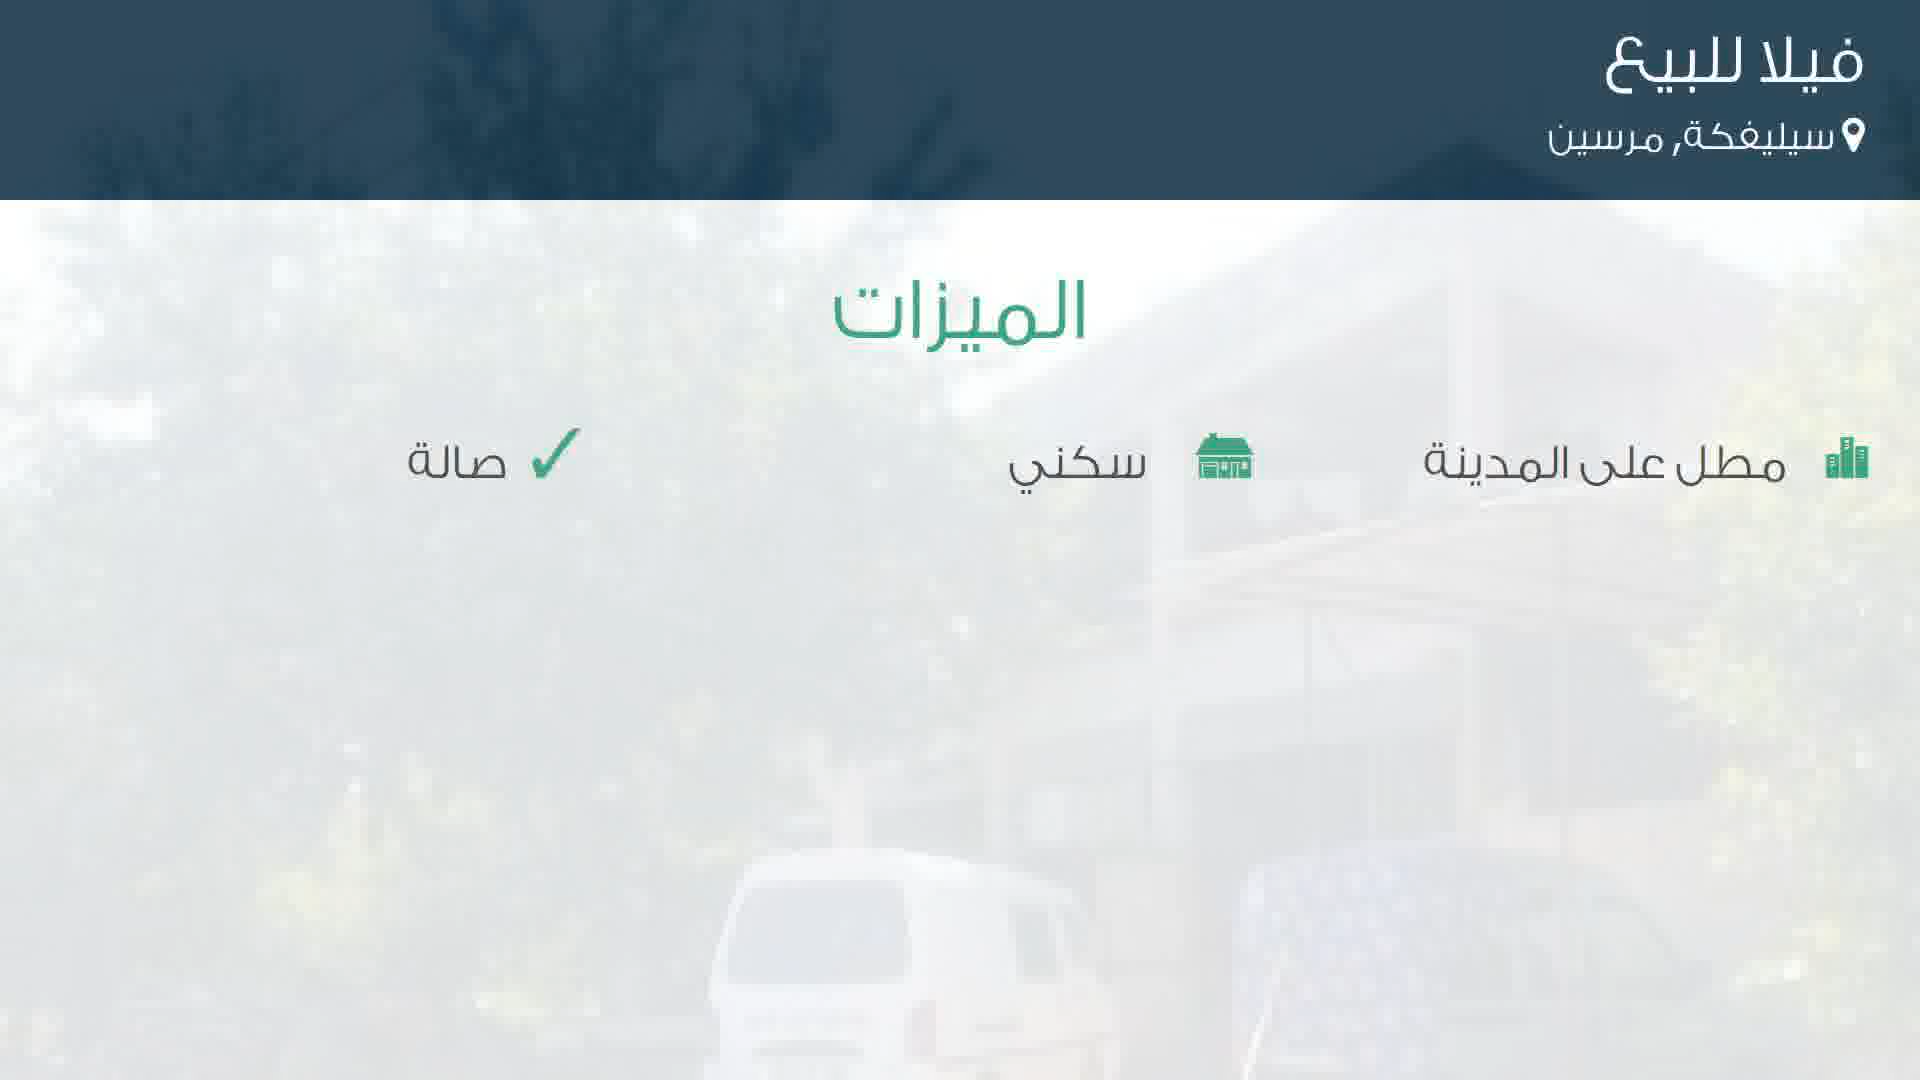 فيلا للبيع
سيليفكة, مرسين
الميزات
مطل على المدينة سكني صالة